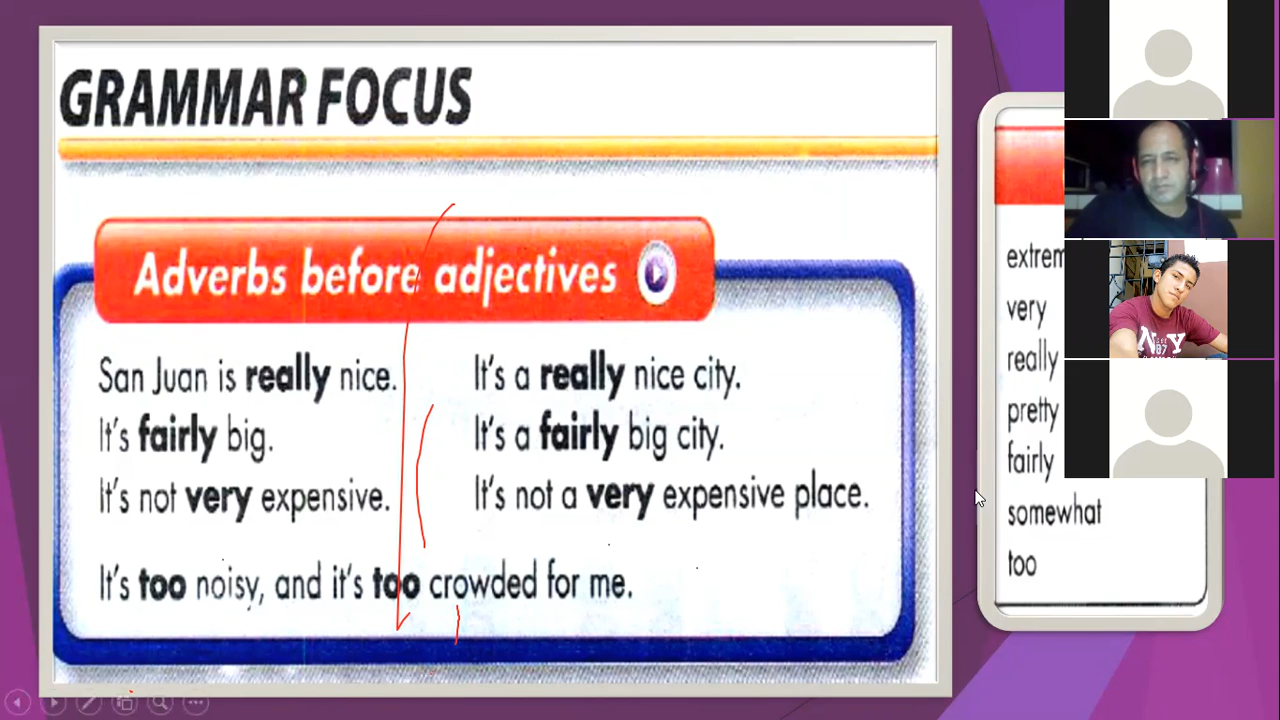 GRAMMAR FOCUS
Adverbs before adjectives
San Juan is really nice.
It's a really nice city.
It's fairly big.
It's a fairly big city.
It's not very expensive.
It's not a very expensive place.
It's too noisy, and it's too crowded for me.
extrem
very
really
pretty
fairly
somewhat
too
N Y